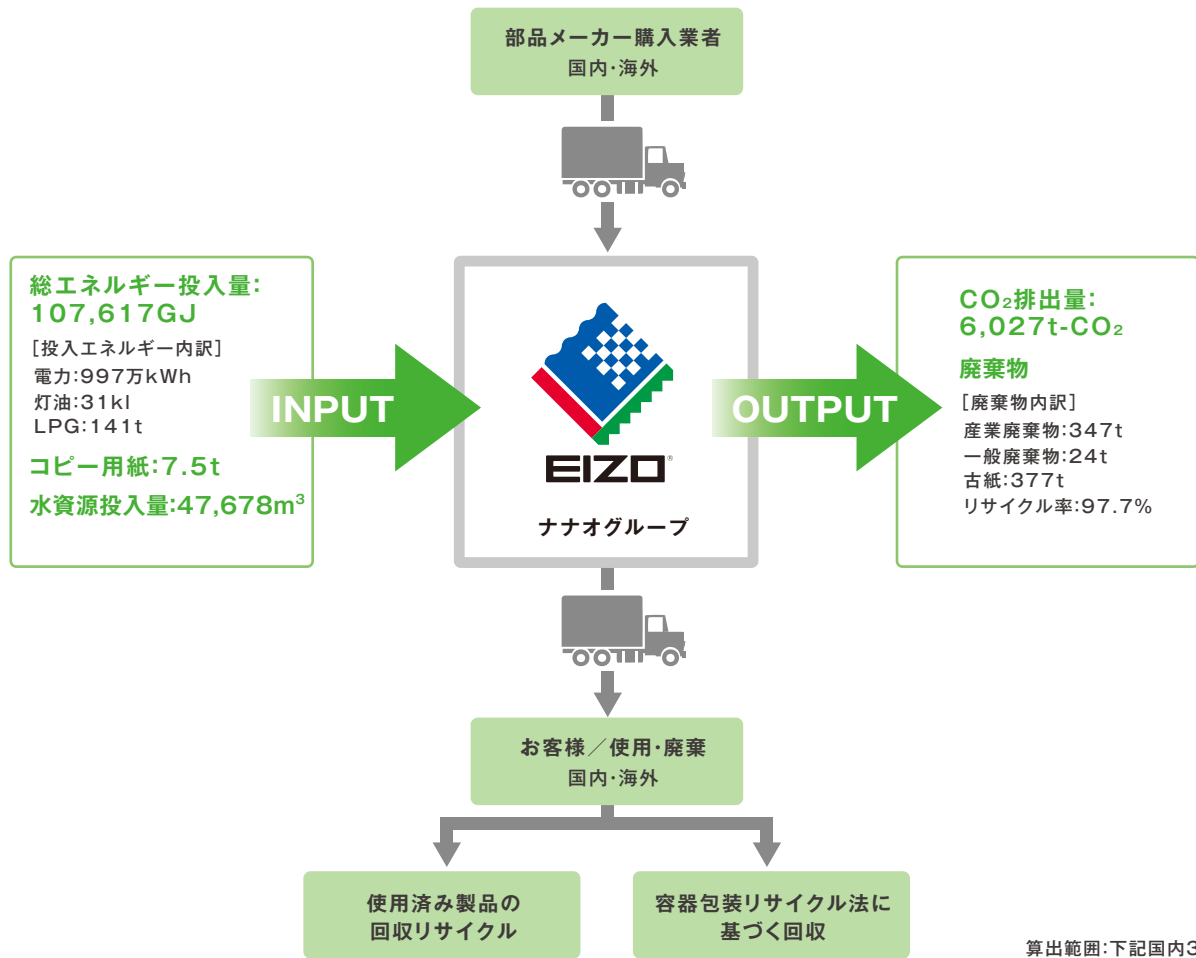 部品メーカー購入業者
国内・海外
総エネルギー投入量：
107,617GJ
[投入エネルギー内訳]
電力：997万kWh
灯油：31kl
LPG：141t
コピー用紙：7.5t
水資源投入量：47,678m³
INPUT
EIZO®
ナナオグループ
OUTPUT
CO₂排出量：
6,027t-CO₂
廃棄物
[廃棄物内訳]
産業廃棄物：347t
一般廃棄物：24t
古紙：377t
リサイクル率：97.7%
お客様／使用・廃棄
国内・海外
使用済み製品の
回収リサイクル
容器包装リサイクル法に
基づく回収
算出範囲：下記国内3